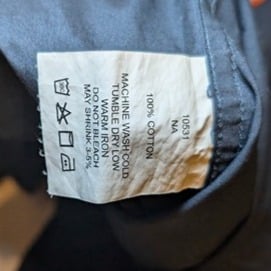 10531
NA
100% COTTON
MACHINE WASH COLD
TUMBLE DRY LOW
WARM IRON
DO NOT BLEACH
MAY SHRINK 3-5%